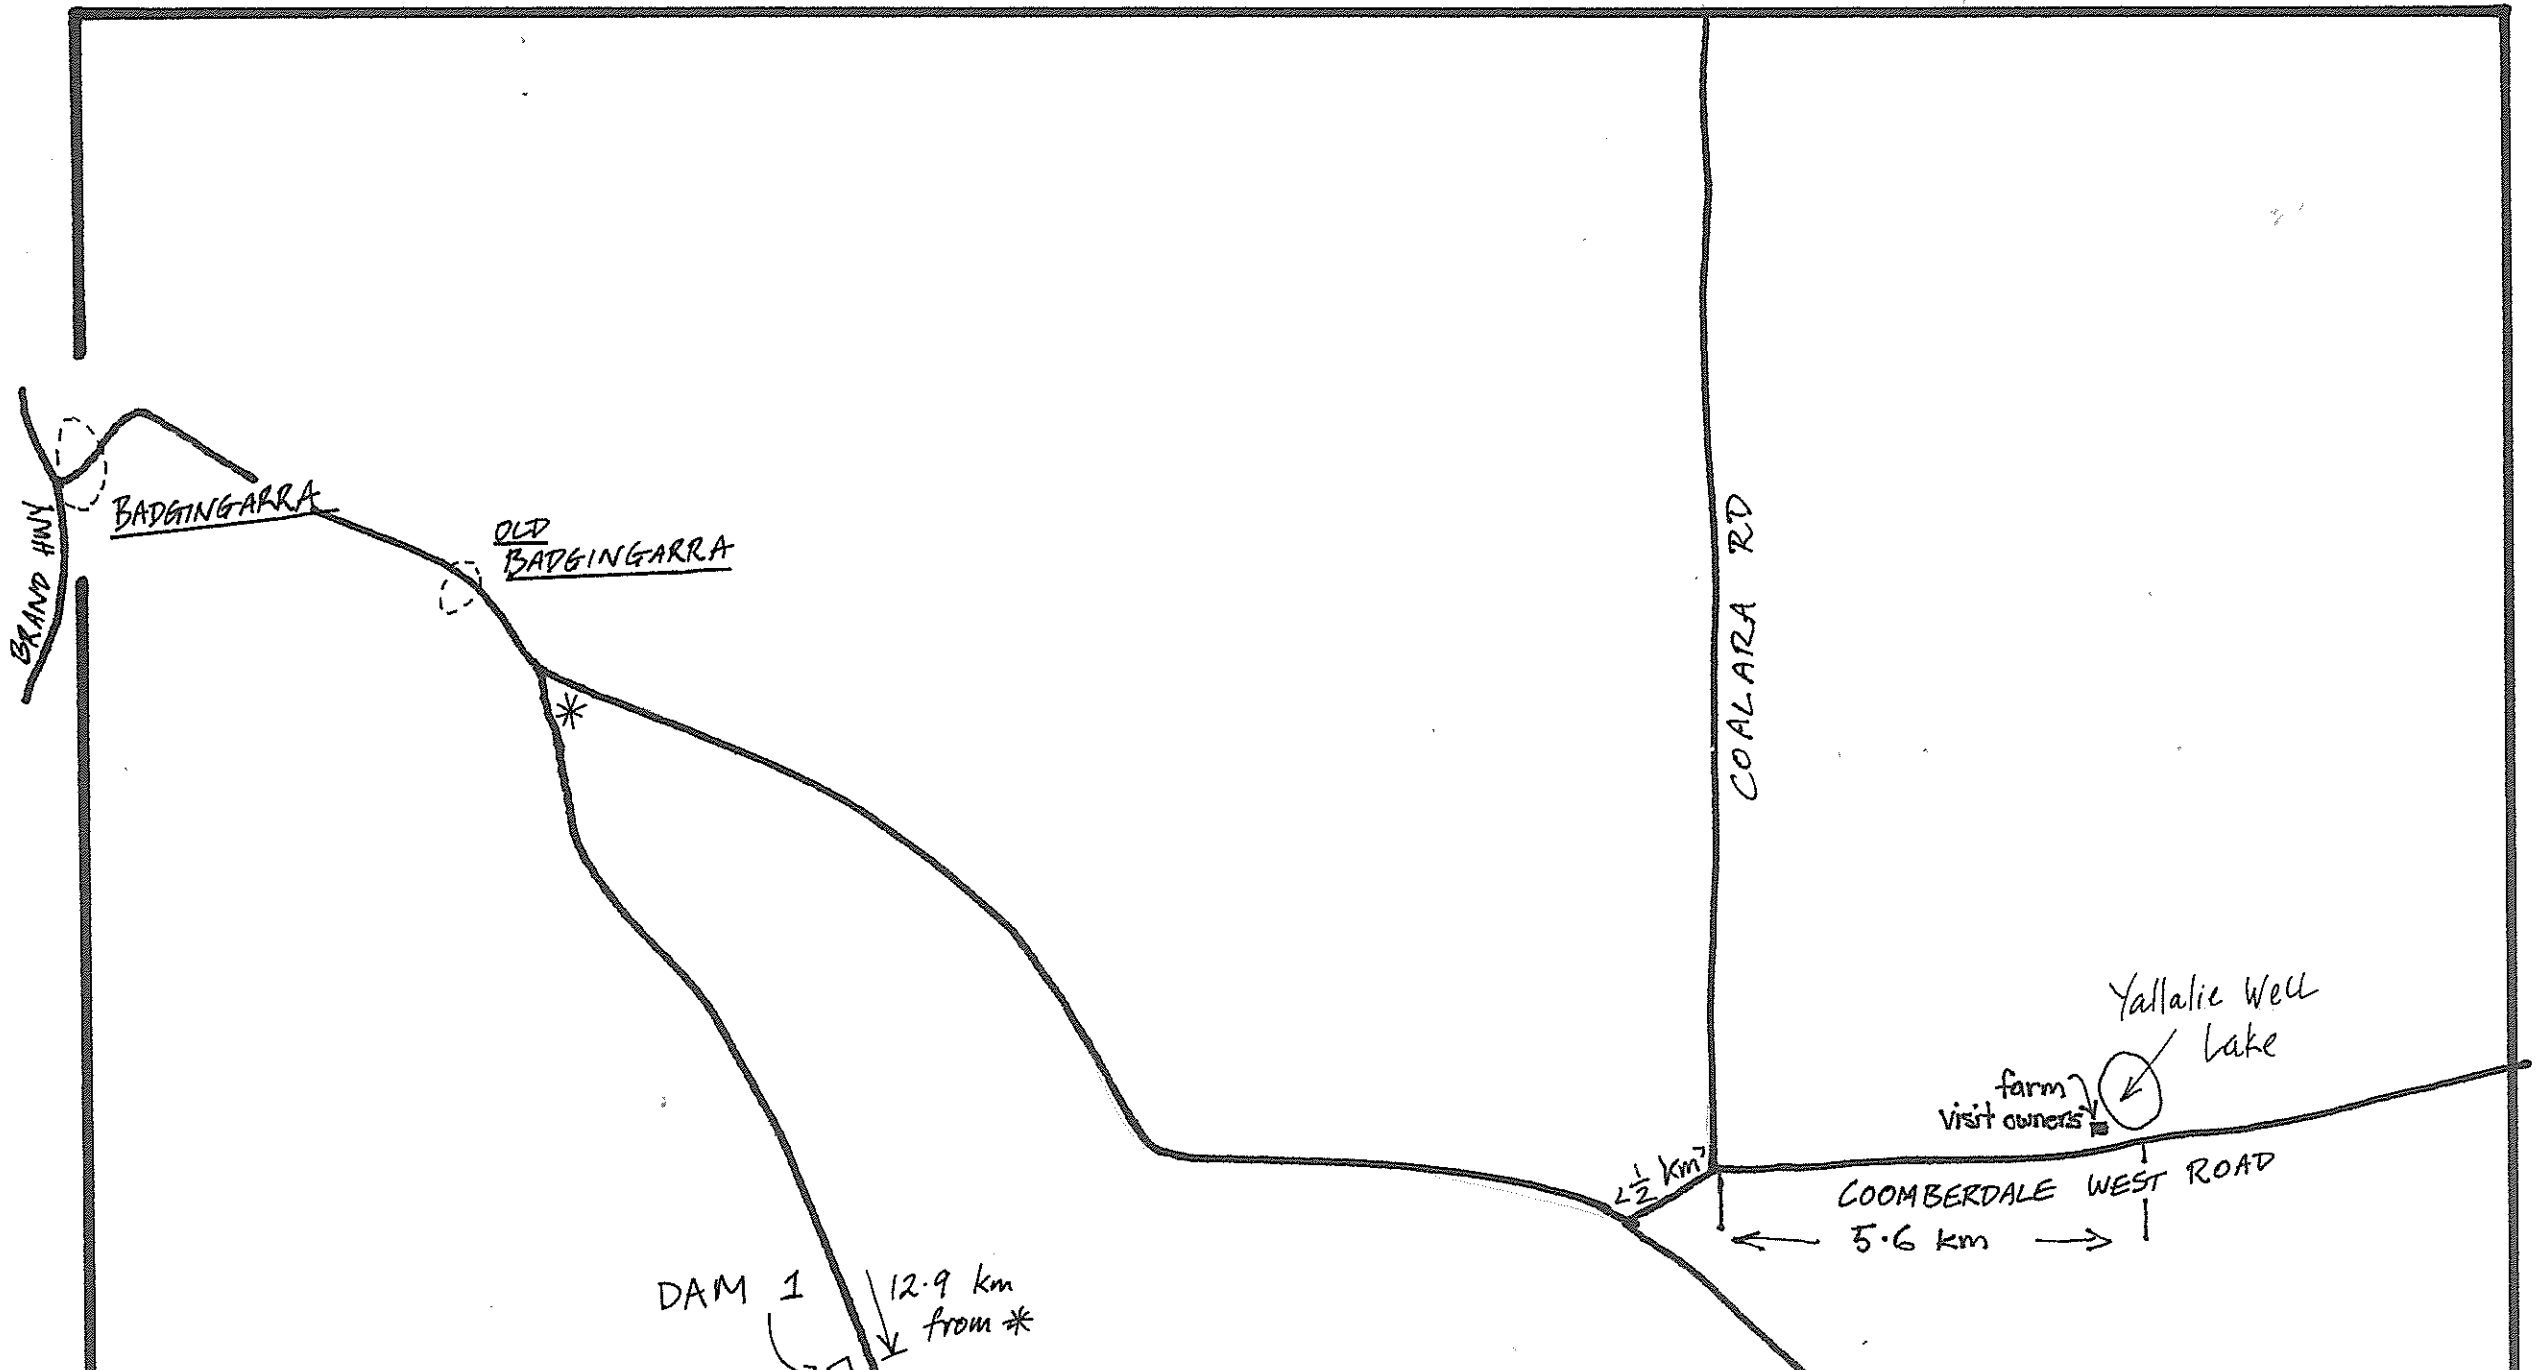 BRAND HWY
BADGINGARRA
OLD
BADGINGARRA
*
COALARA RD
Yallalie Well
Lake
farm
visit owners
½ km
COOMBERDALE WEST ROAD
5.6 km
DAM 1
12.9 km
from *